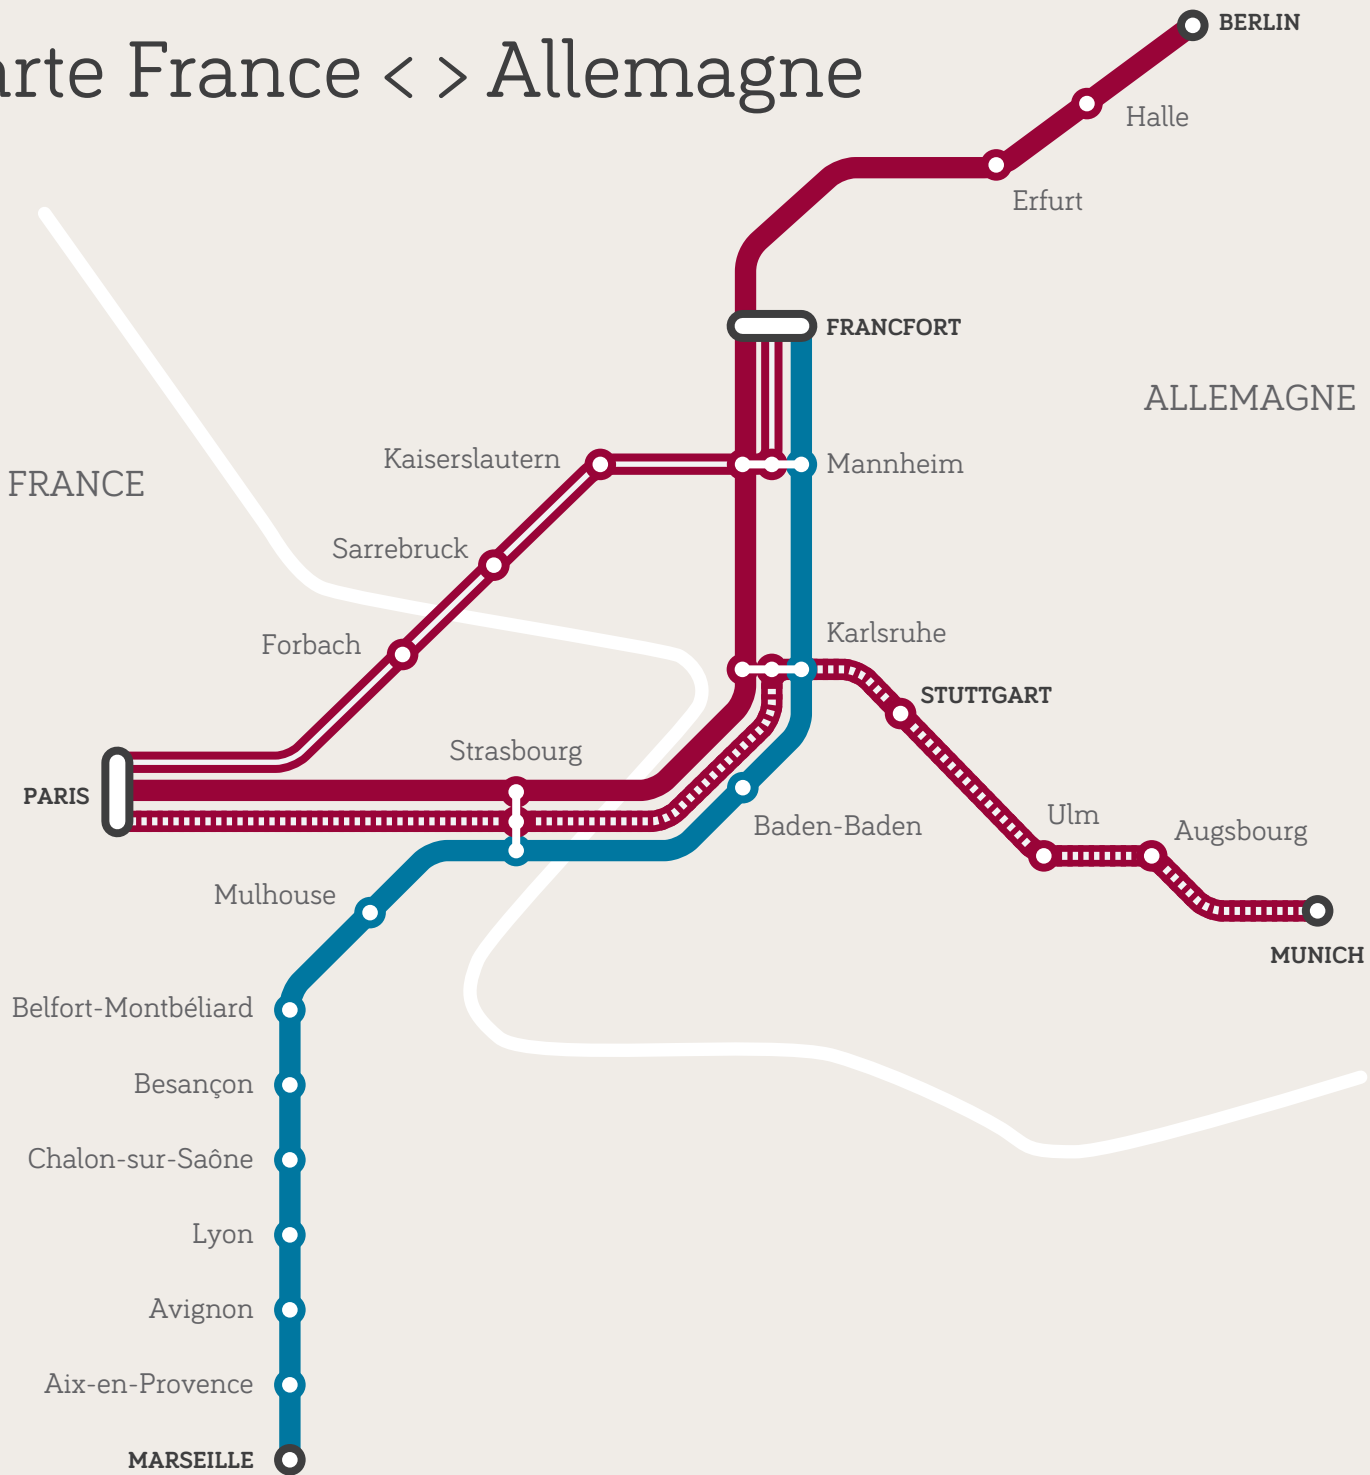 arte France < > Allemagne
BERLIN
Halle
Erfurt
FRANCFORT
ALLEMAGNE
Kaiserslautern
Mannheim
FRANCE
Sarrebruck
Karlsruhe
Forbach
STUTTGART
Strasbourg
PARIS
Ulm
Baden-Baden
Augsbourg
Mulhouse
MUNICH
Belfort-Montbéliard
Besançon
Chalon-sur-Saône
Lyon
Avignon
Aix-en-Provence
MARSEILLE